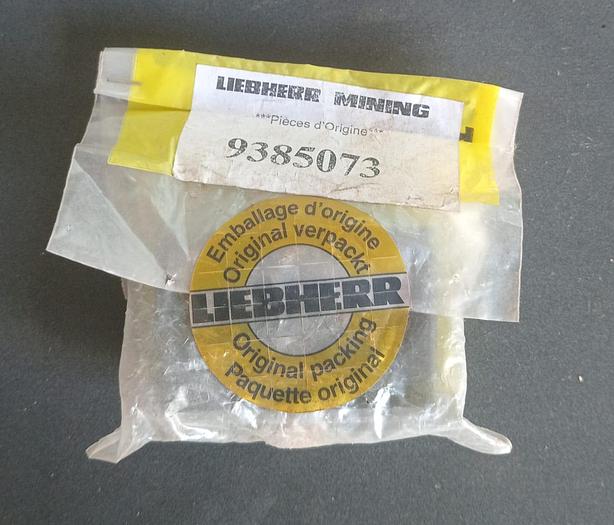 LIEBHERR MINING
***Pièces d'Origine***
9385073
Emballage d'origine
Original verpackt
LIEBHERR
Original packing
Paquette original